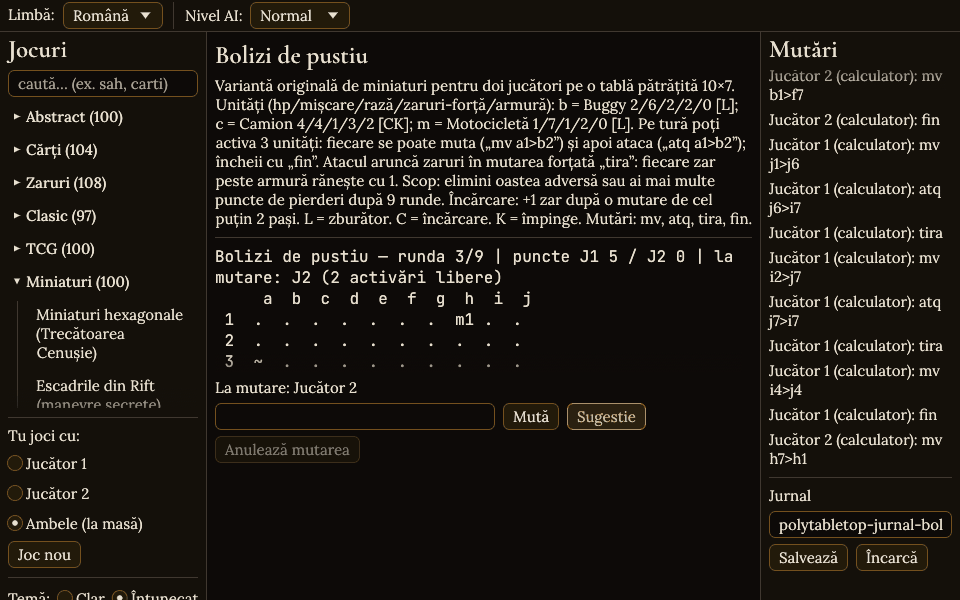 Limbă: Română ▼ Nivel AI: Normal ▼
Jocuri
caută... (ex. sah, carti)
▸ Abstract (100)
▸ Cărți (104)
▸ Zaruri (108)
▸ Clasic (97)
▸ TCG (100)
▾ Miniaturi (100)
Miniaturi hexagonale
(Trecătoarea
Cenușie)
Escadrile din Rift
(manevre secrete)
Tu joci cu:
Jucător 1
Jucător 2
Ambele (la masă)
Joc nou
Temă: Clar Întunecat
Bolizi de pustiu
Variantă originală de miniaturi pentru doi jucători pe o tablă pătrățită 10×7.
Unități (hp/mișcare/rază/zaruri-forță/armură): b = Buggy 2/6/2/2/0 [L];
c = Camion 4/4/1/3/2 [CK]; m = Motocicletă 1/7/1/2/0 [L]. Pe tură poți
activa 3 unități: fiecare se poate muta („mv a1>b2”) și apoi ataca („atq a1>b2”);
încheii cu „fin”. Atacul aruncă zaruri în mutarea forțată „tira”: fiecare zar
peste armură rănește cu 1. Scop: elimini oastea adversă sau ai mai multe
puncte de pierderi după 9 runde. Încărcare: +1 zar după o mutare de cel
puțin 2 pași. L = zburător. C = încărcare. K = împinge. Mutări: mv, atq, tira, fin.
Bolizi de pustiu — runda 3/9 | puncte J1 5 / J2 0 | la
mutare: J2 (2 activări libere)
a b c d e f g h i j
1 . . . . . . . m1 . .
2 . . . . . . . . . .
3 ~ . . . . . . . . .
La mutare: Jucător 2
Mută Sugestie
Anulează mutarea
Mutări
Jucător 2 (calculator): mv
b1>f7
Jucător 2 (calculator): fin
Jucător 1 (calculator): mv
j1>j6
Jucător 1 (calculator): atq
j6>i7
Jucător 1 (calculator): tira
Jucător 1 (calculator): mv
i2>j7
Jucător 1 (calculator): atq
j7>i7
Jucător 1 (calculator): tira
Jucător 1 (calculator): mv
i4>j4
Jucător 1 (calculator): fin
Jucător 2 (calculator): mv
h7>h1
Jurnal
polytabletop-jurnal-bol
Salvează Încarcă